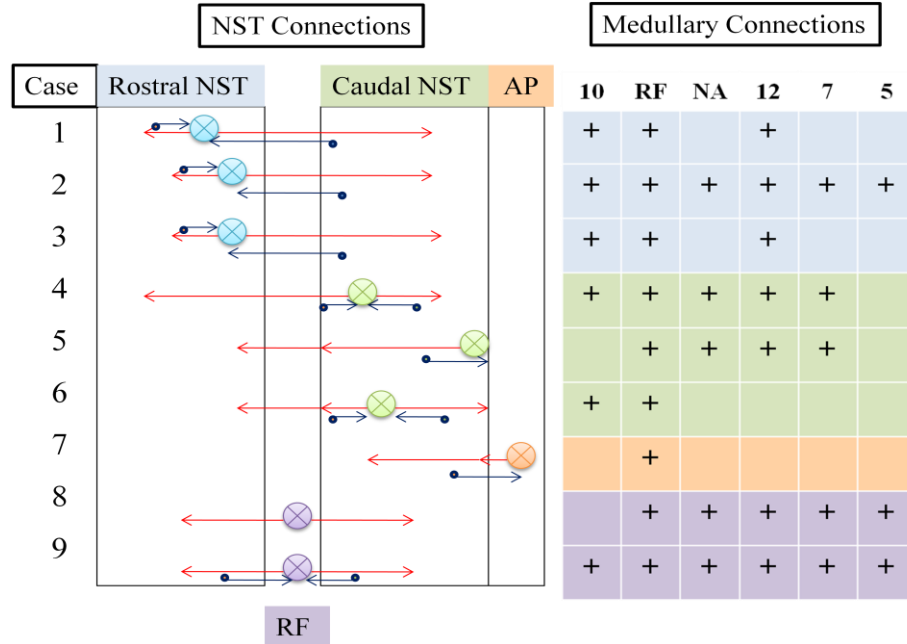 NST Connections
Medullary Connections
Case Rostral NST Caudal NST AP
10 RF NA 12 7 5
1 + + +
2 + + + + + +
3 + + +
4 + + + + +
5 + + + +
6 + +
7 +
8 + + + + +
9 + + + + + +
RF